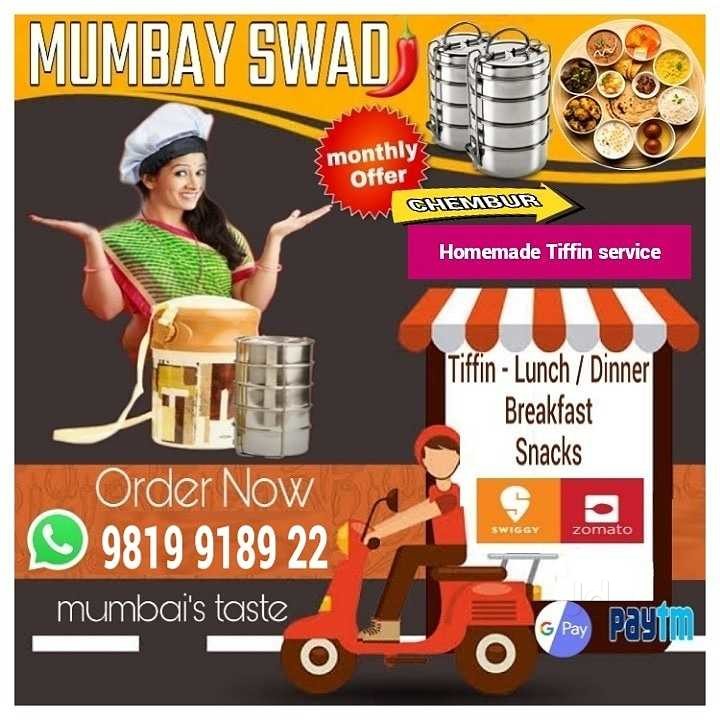 MUMBAY SWAD
monthly
Offer
CHEMBUR
Homemade Tiffin service
Tiffin - Lunch / Dinner
Breakfast
Snacks
SWIGGY
zomato
Order Now
9819 9189 22
mumbai's taste
G Pay
paytm